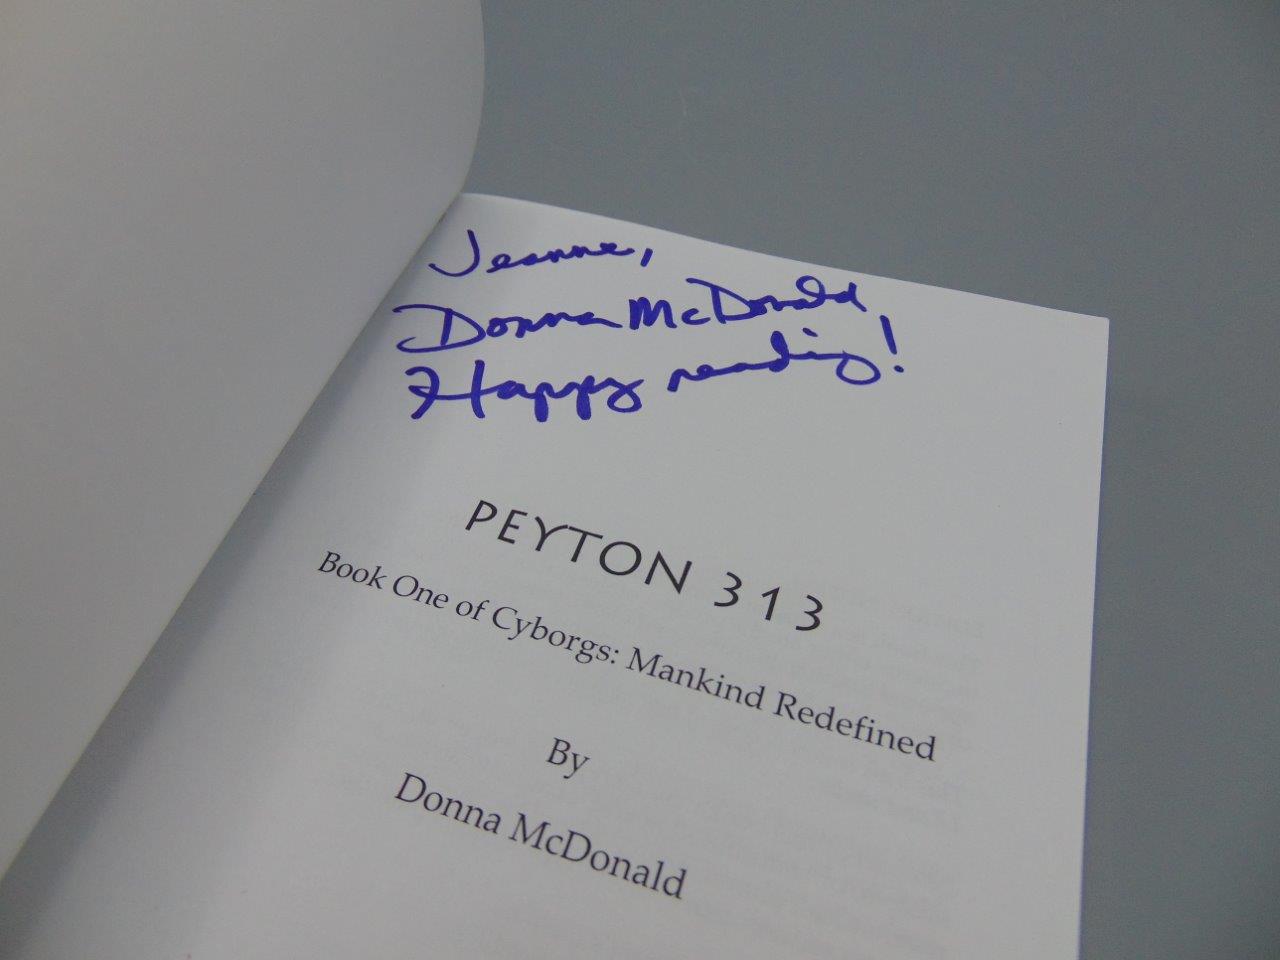 Jeanne,
Donna McDonald
Happy reading!
PEYTON 313
Book One of Cyborgs: Mankind Redefined
By
Donna McDonald